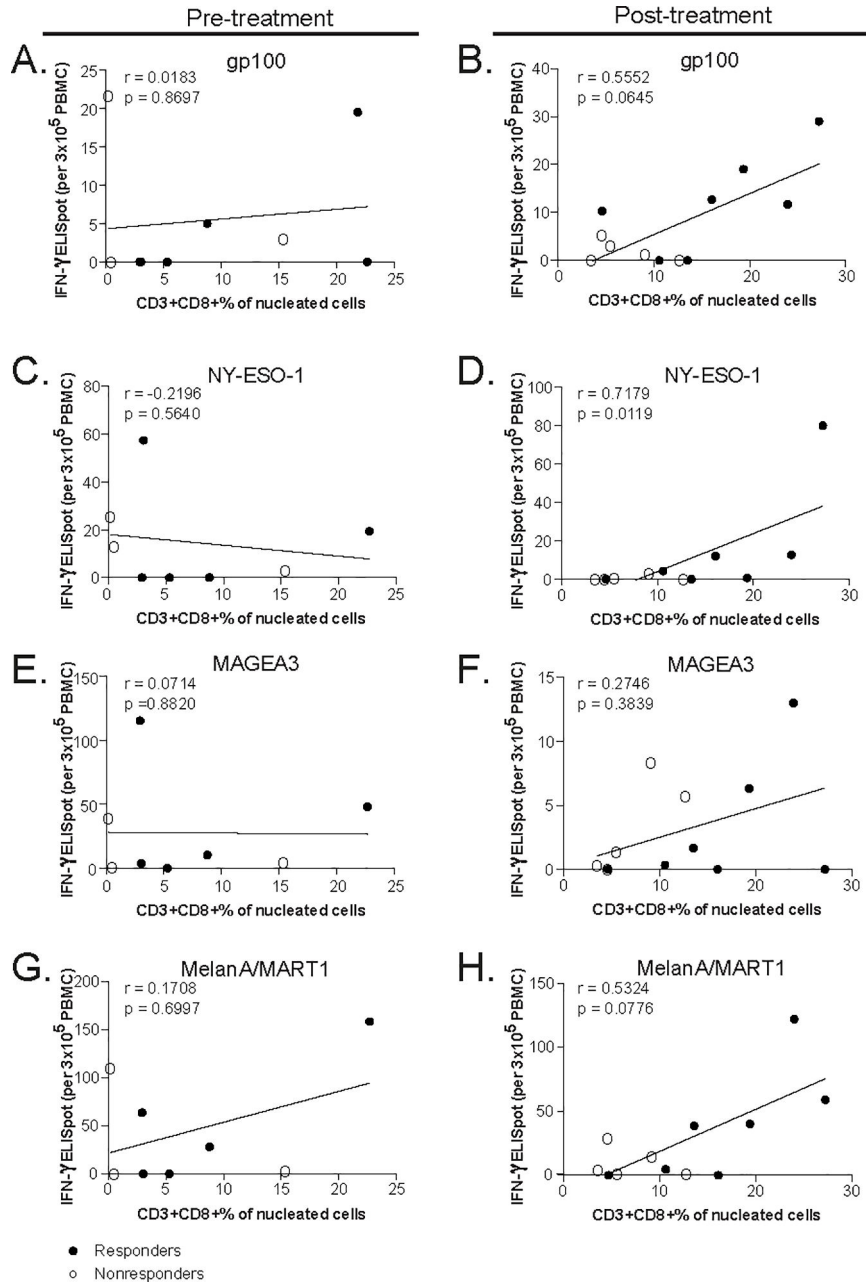 Pre-treatment
Post-treatment
A.
gp100
r = 0.0183
p = 0.8697
IFN-γ ELISpot (per 3x10⁵ PBMC)
25
20
15
10
5
0
0 5 10 15 20 25
CD3+CD8+% of nucleated cells
B.
gp100
r = 0.5552
p = 0.0645
IFN-γ ELISpot (per 3x10⁵ PBMC)
40
30
20
10
0
0 10 20 30
CD3+CD8+% of nucleated cells
C.
NY-ESO-1
r = -0.2196
p = 0.5640
IFN-γ ELISpot (per 3x10⁵ PBMC)
80
60
40
20
0
0 5 10 15 20 25
CD3+CD8+% of nucleated cells
D.
NY-ESO-1
r = 0.7179
p = 0.0119
IFN-γ ELISpot (per 3x10⁵ PBMC)
100
80
60
40
20
0
0 10 20 30
CD3+CD8+% of nucleated cells
E.
MAGEA3
r = 0.0714
p =0.8820
IFN-γ ELISpot (per 3x10⁵ PBMC)
150
100
50
0
0 5 10 15 20 25
CD3+CD8+% of nucleated cells
F.
MAGEA3
r = 0.2746
p = 0.3839
IFN-γ ELISpot (per 3x10⁵ PBMC)
15
10
5
0
0 10 20 30
CD3+CD8+% of nucleated cells
G.
MelanA/MART1
r = 0.1708
p = 0.6997
IFN-γ ELISpot (per 3x10⁵ PBMC)
200
150
100
50
0
0 5 10 15 20 25
CD3+CD8+% of nucleated cells
H.
MelanA/MART1
r = 0.5324
p = 0.0776
IFN-γ ELISpot (per 3x10⁵ PBMC)
150
100
50
0
0 10 20 30
CD3+CD8+% of nucleated cells
Responders
Nonresponders